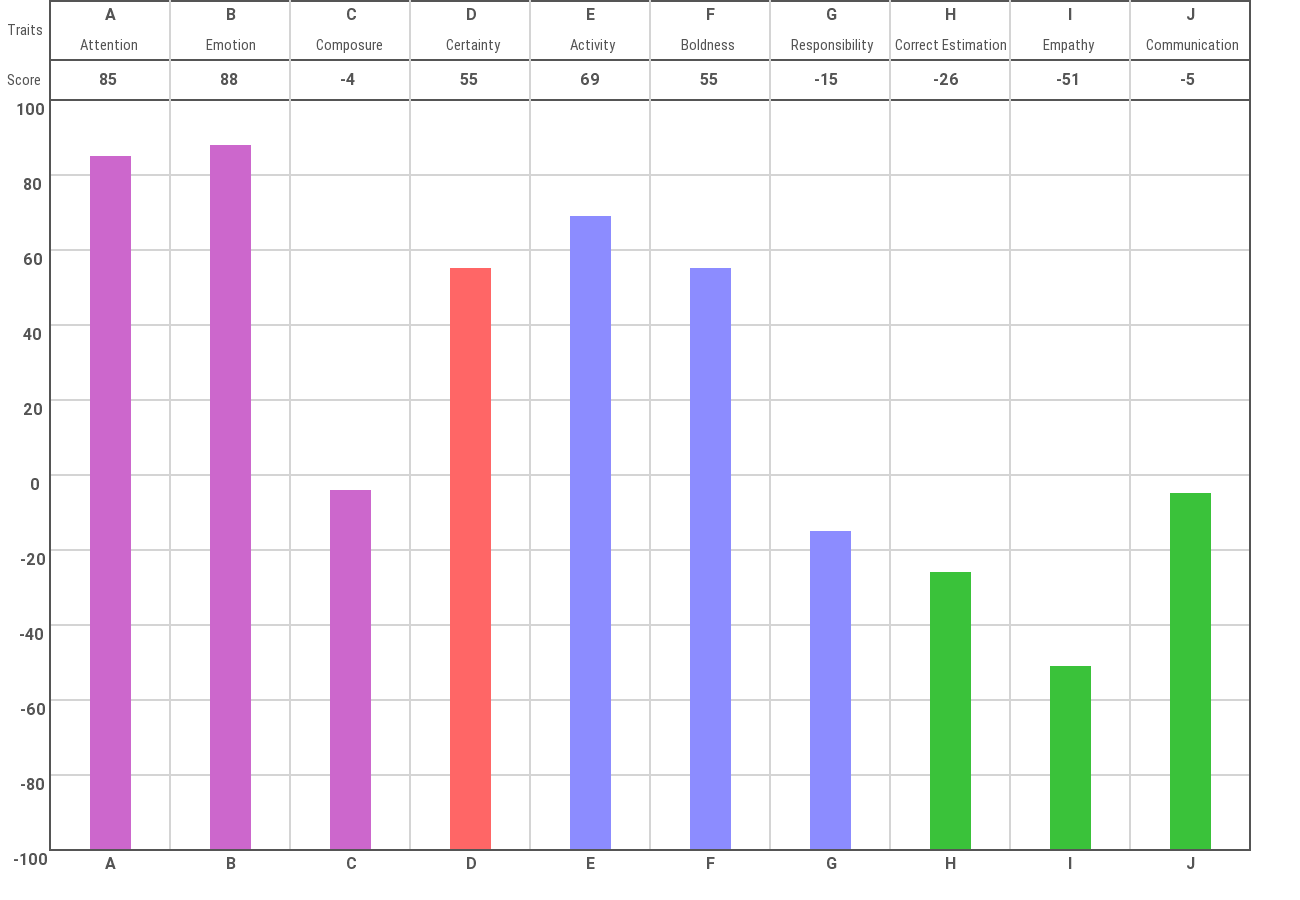 A B C D E F G H I J
Traits
Attention Emotion Composure Certainty Activity Boldness Responsibility Correct Estimation Empathy Communication
Score 85 88 -4 55 69 55 -15 -26 -51 -5
100
80
60
40
20
0
-20
-40
-60
-80
-100
A B C D E F G H I J